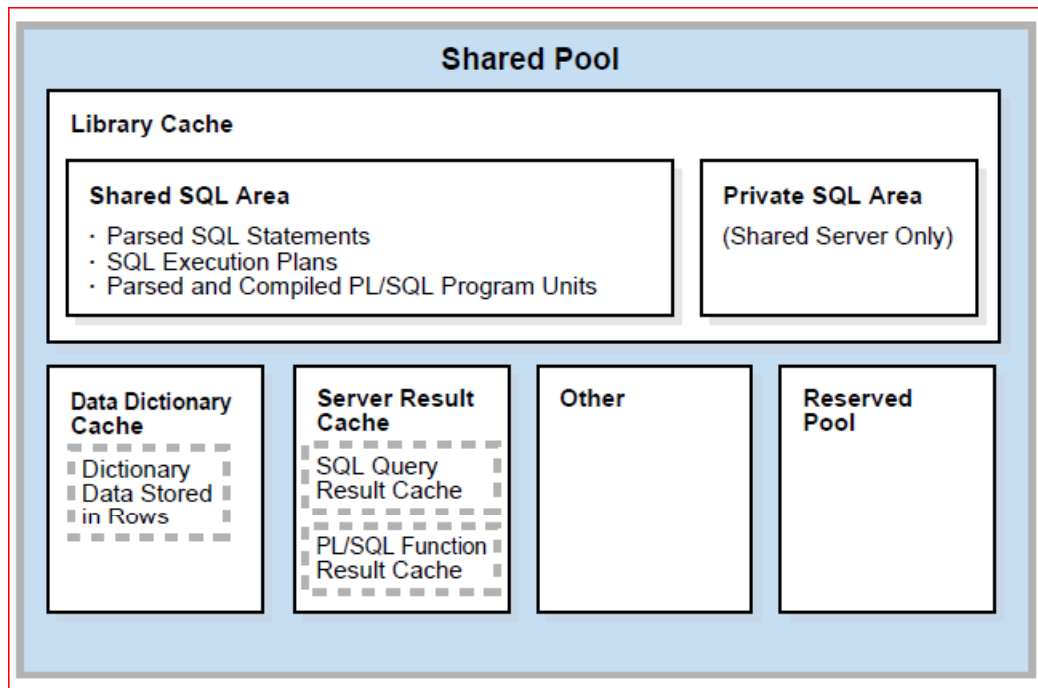 Shared Pool
Library Cache
Shared SQL Area
· Parsed SQL Statements
· SQL Execution Plans
· Parsed and Compiled PL/SQL Program Units
Private SQL Area
(Shared Server Only)
Data Dictionary
Cache
Dictionary
Data Stored
in Rows
Server Result
Cache
SQL Query
Result Cache
PL/SQL Function
Result Cache
Other
Reserved
Pool